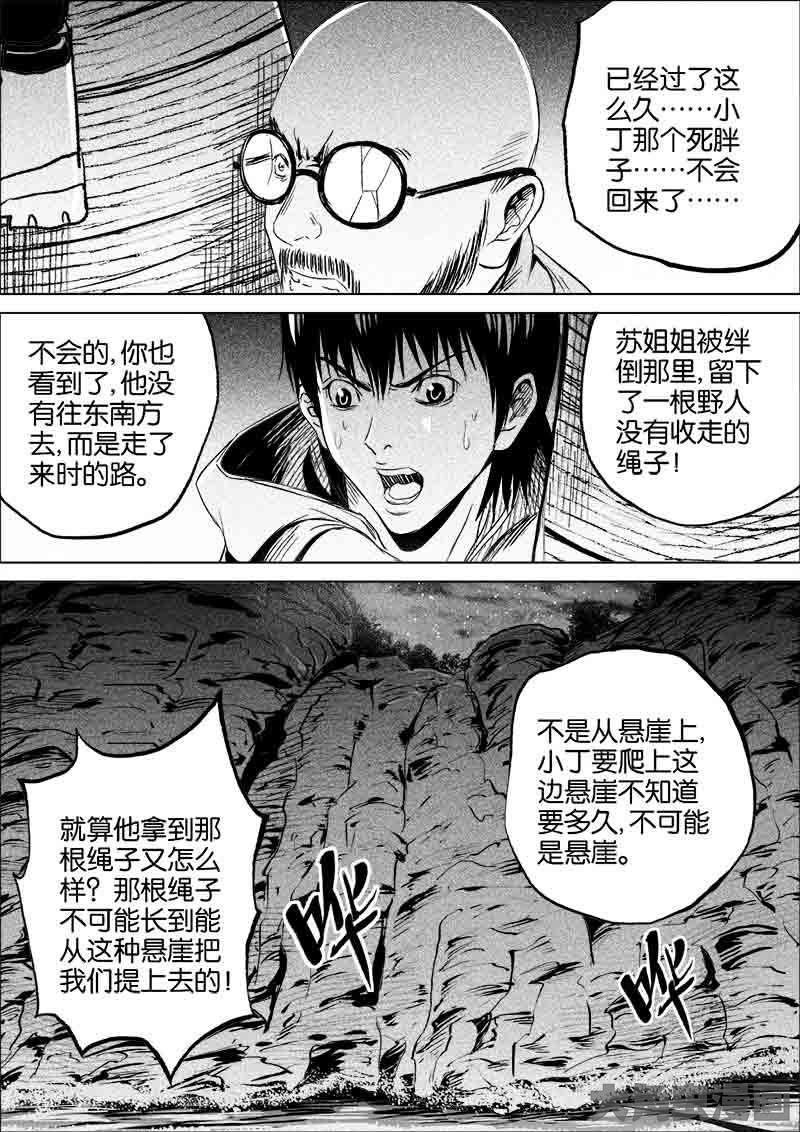 已经过了这
么久……小
丁那个死胖
子……不会
回来了……
不会的，你也
看到了，他没
有往东南方
去，而是走了
来时的路。
苏姐姐被绊
倒那里，留下
了一根野人
没有收走的
绳子！
就算他拿到那
根绳子又怎么
样？那根绳子
不可能长到能
从这种悬崖把
我们提上去的！
不是从悬崖上，
小丁要爬上这
边悬崖不知道
要多久，不可能
是悬崖。
哗
哗
大角虫漫画